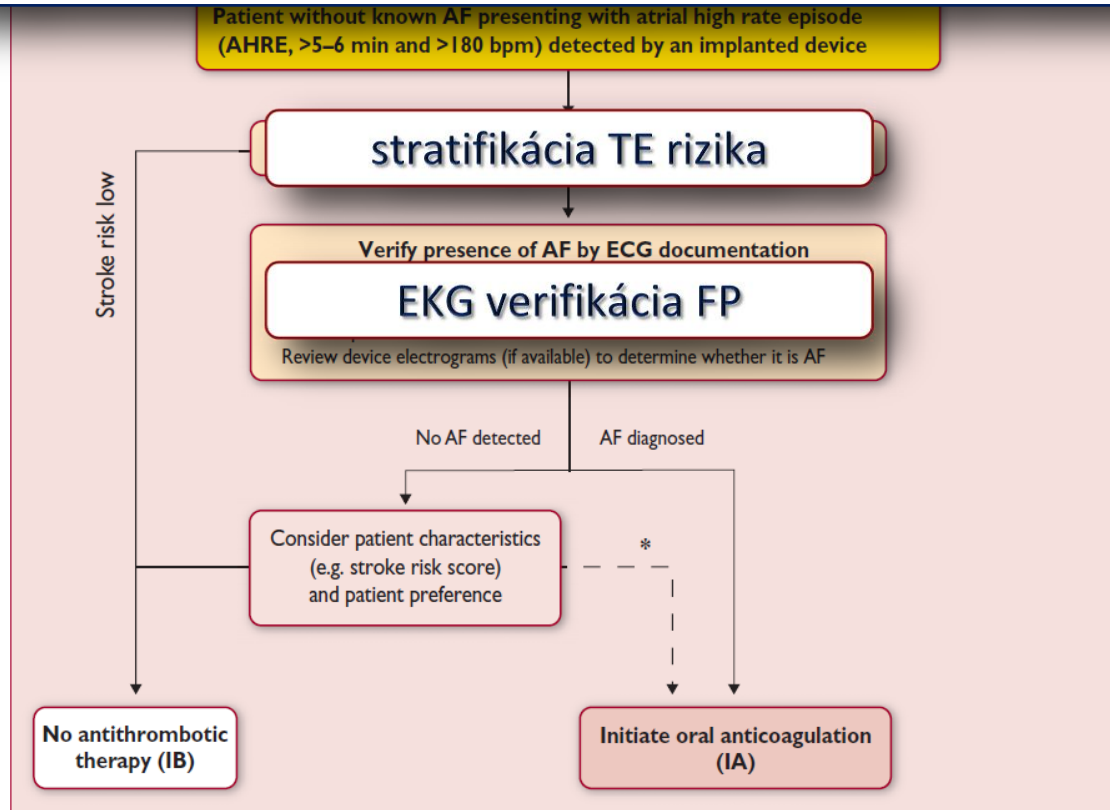 Patient without known AF presenting with atrial high rate episode
(AHRE, >5–6 min and >180 bpm) detected by an implanted device
stratifikácia TE rizika
Stroke risk low
Verify presence of AF by ECG documentation
EKG verifikácia FP
Review device electrograms (if available) to determine whether it is AF
No AF detected
AF diagnosed
Consider patient characteristics
(e.g. stroke risk score)
and patient preference
*
No antithrombotic
therapy (IB)
Initiate oral anticoagulation
(IA)